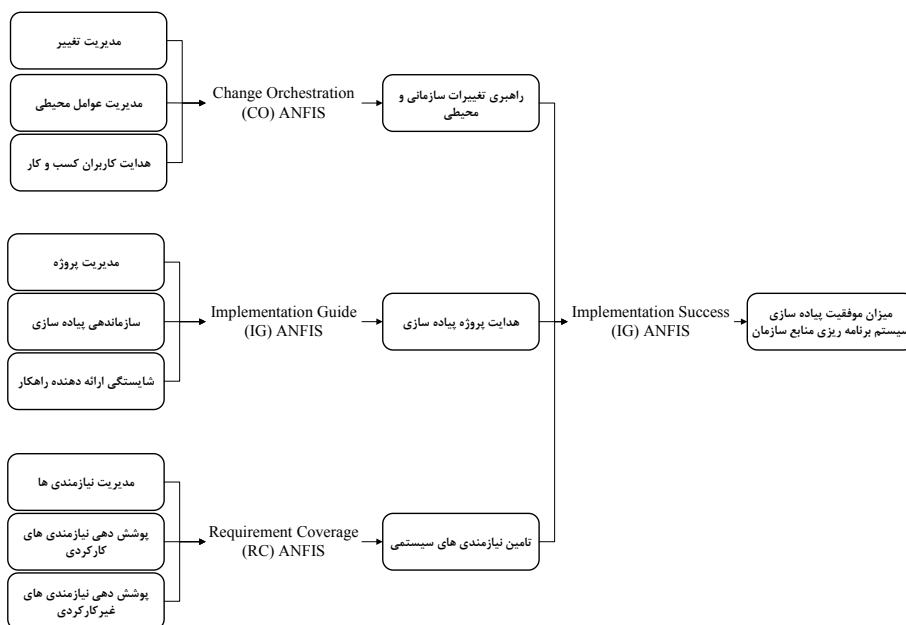 مدیریت تغییر
مدیریت عوامل محیطی
هدایت کاربران کسب و کار
Change Orchestration
(CO) ANFIS
راهبری تغییرات سازمانی و
محیطی
مدیریت پروژه
سازماندهی پیاده سازی
شایستگی ارائه دهنده راهکار
Implementation Guide
(IG) ANFIS
هدایت پروژه پیاده سازی
Implementation Success
(IG) ANFIS
میزان موفقیت پیاده سازی
سیستم برنامه ریزی منابع سازمان
مدیریت نیازمندی ها
پوشش دهی نیازمندی های
کارکردی
پوشش دهی نیازمندی های
غیرکارکردی
Requirement Coverage
(RC) ANFIS
تامین نیازمندی های سیستمی